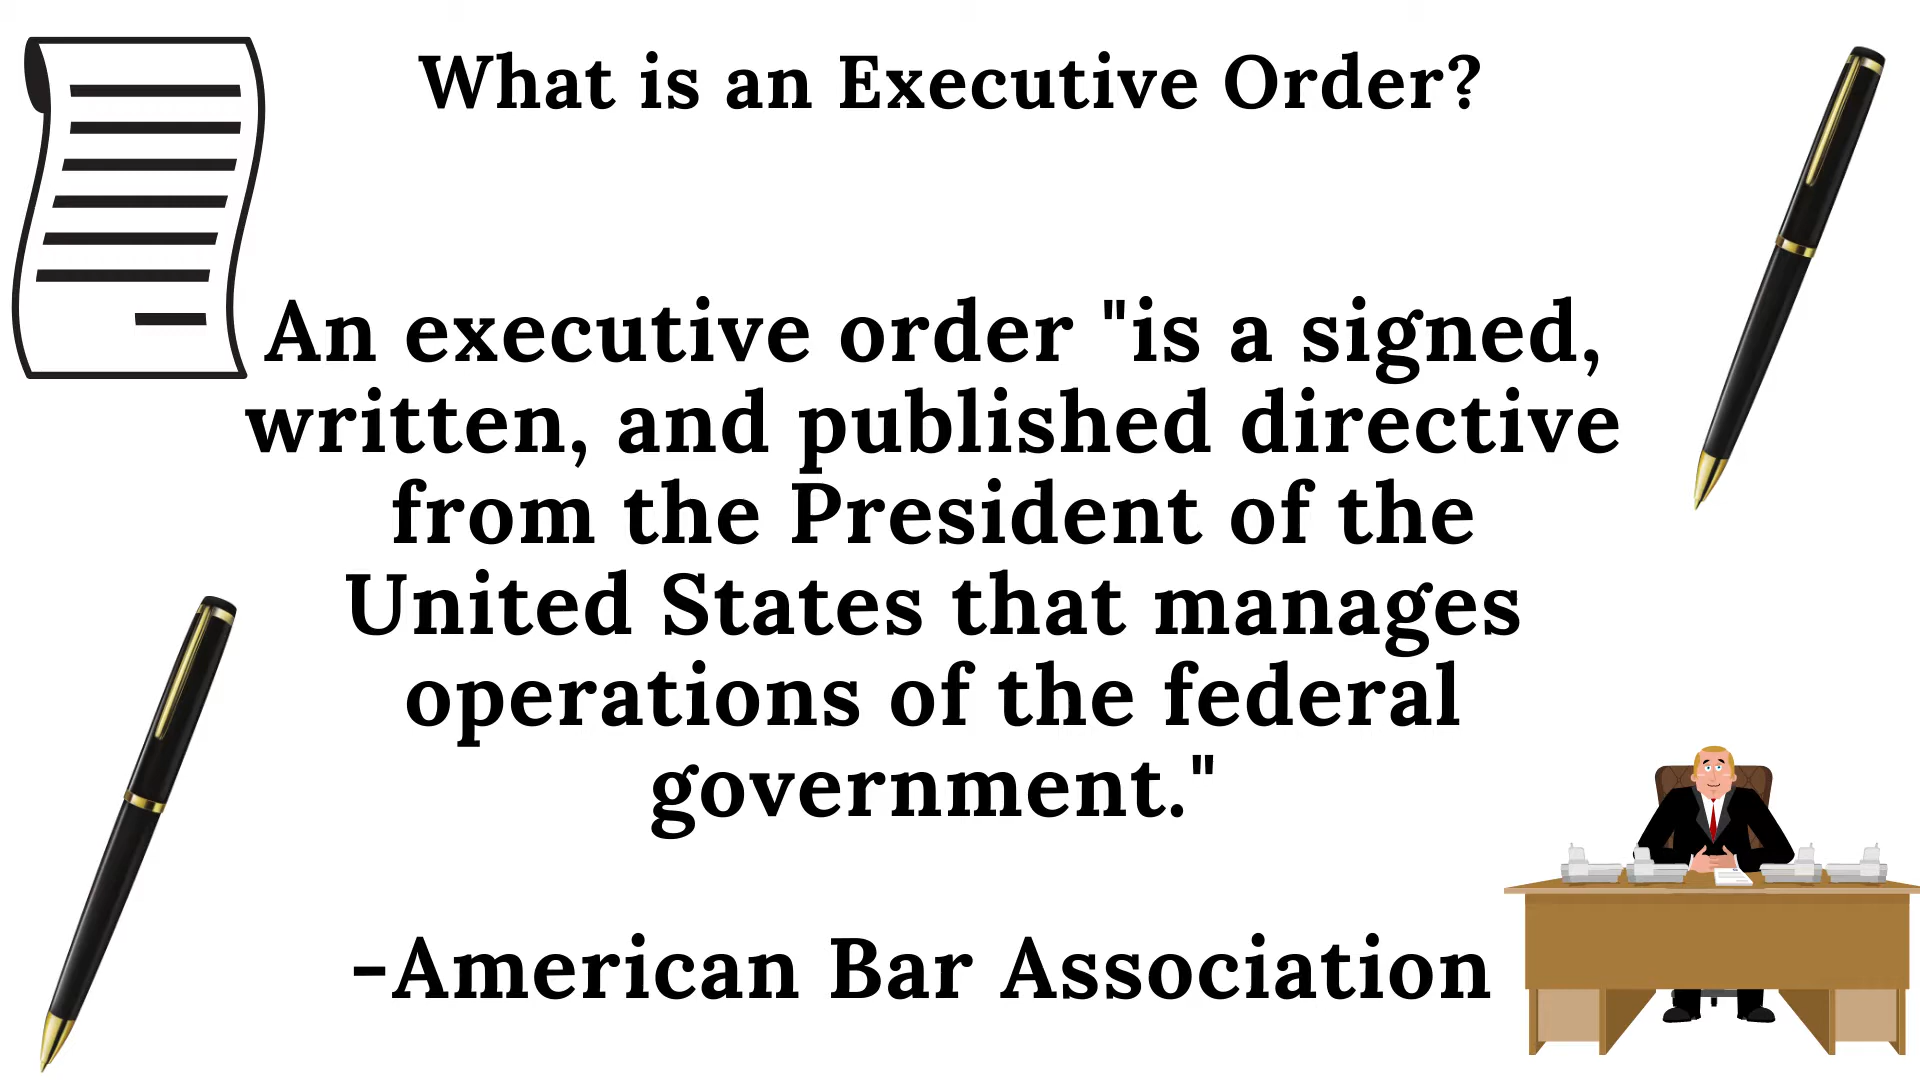 What is an Executive Order?
An executive order "is a signed,
written, and published directive
from the President of the
United States that manages
operations of the federal
government."
-American Bar Association